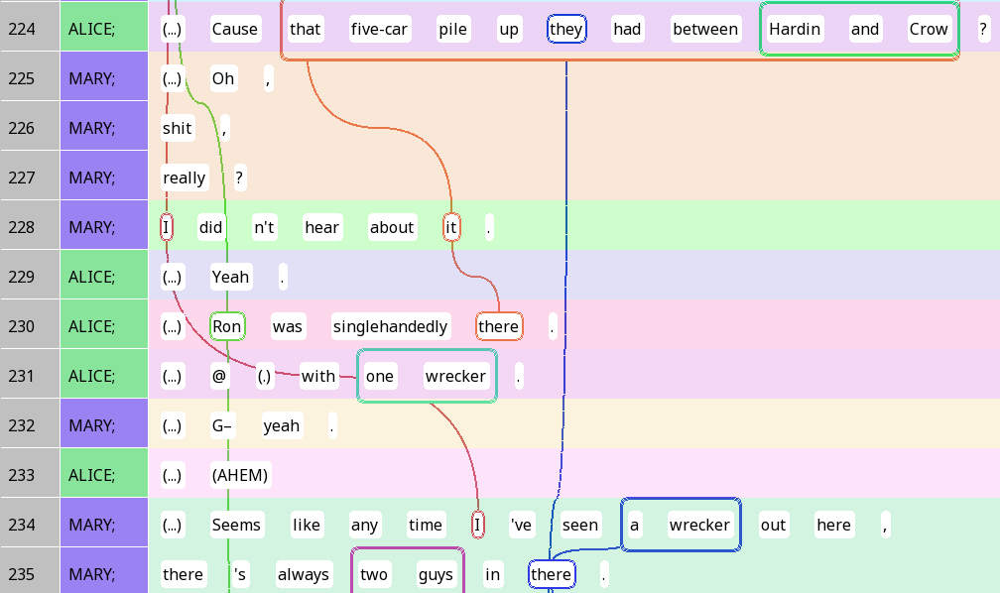 224 ALICE; (...) Cause that five-car pile up they had between Hardin and Crow ?
225 MARY; (...) Oh ,
226 MARY; shit ,
227 MARY; really ?
228 MARY; I did n't hear about it .
229 ALICE; (...) Yeah .
230 ALICE; (...) Ron was singlehandedly there .
231 ALICE; (...) @ (.) with one wrecker .
232 MARY; (...) G– yeah .
233 ALICE; (...) (AHEM)
234 MARY; (...) Seems like any time I 've seen a wrecker out here ,
235 MARY; there 's always two guys in there .